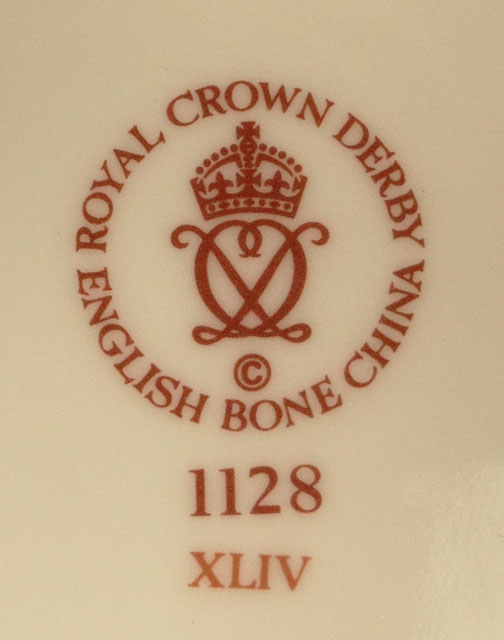 ROYAL CROWN DERBY
ENGLISH BONE CHINA
©
1128
XLIV